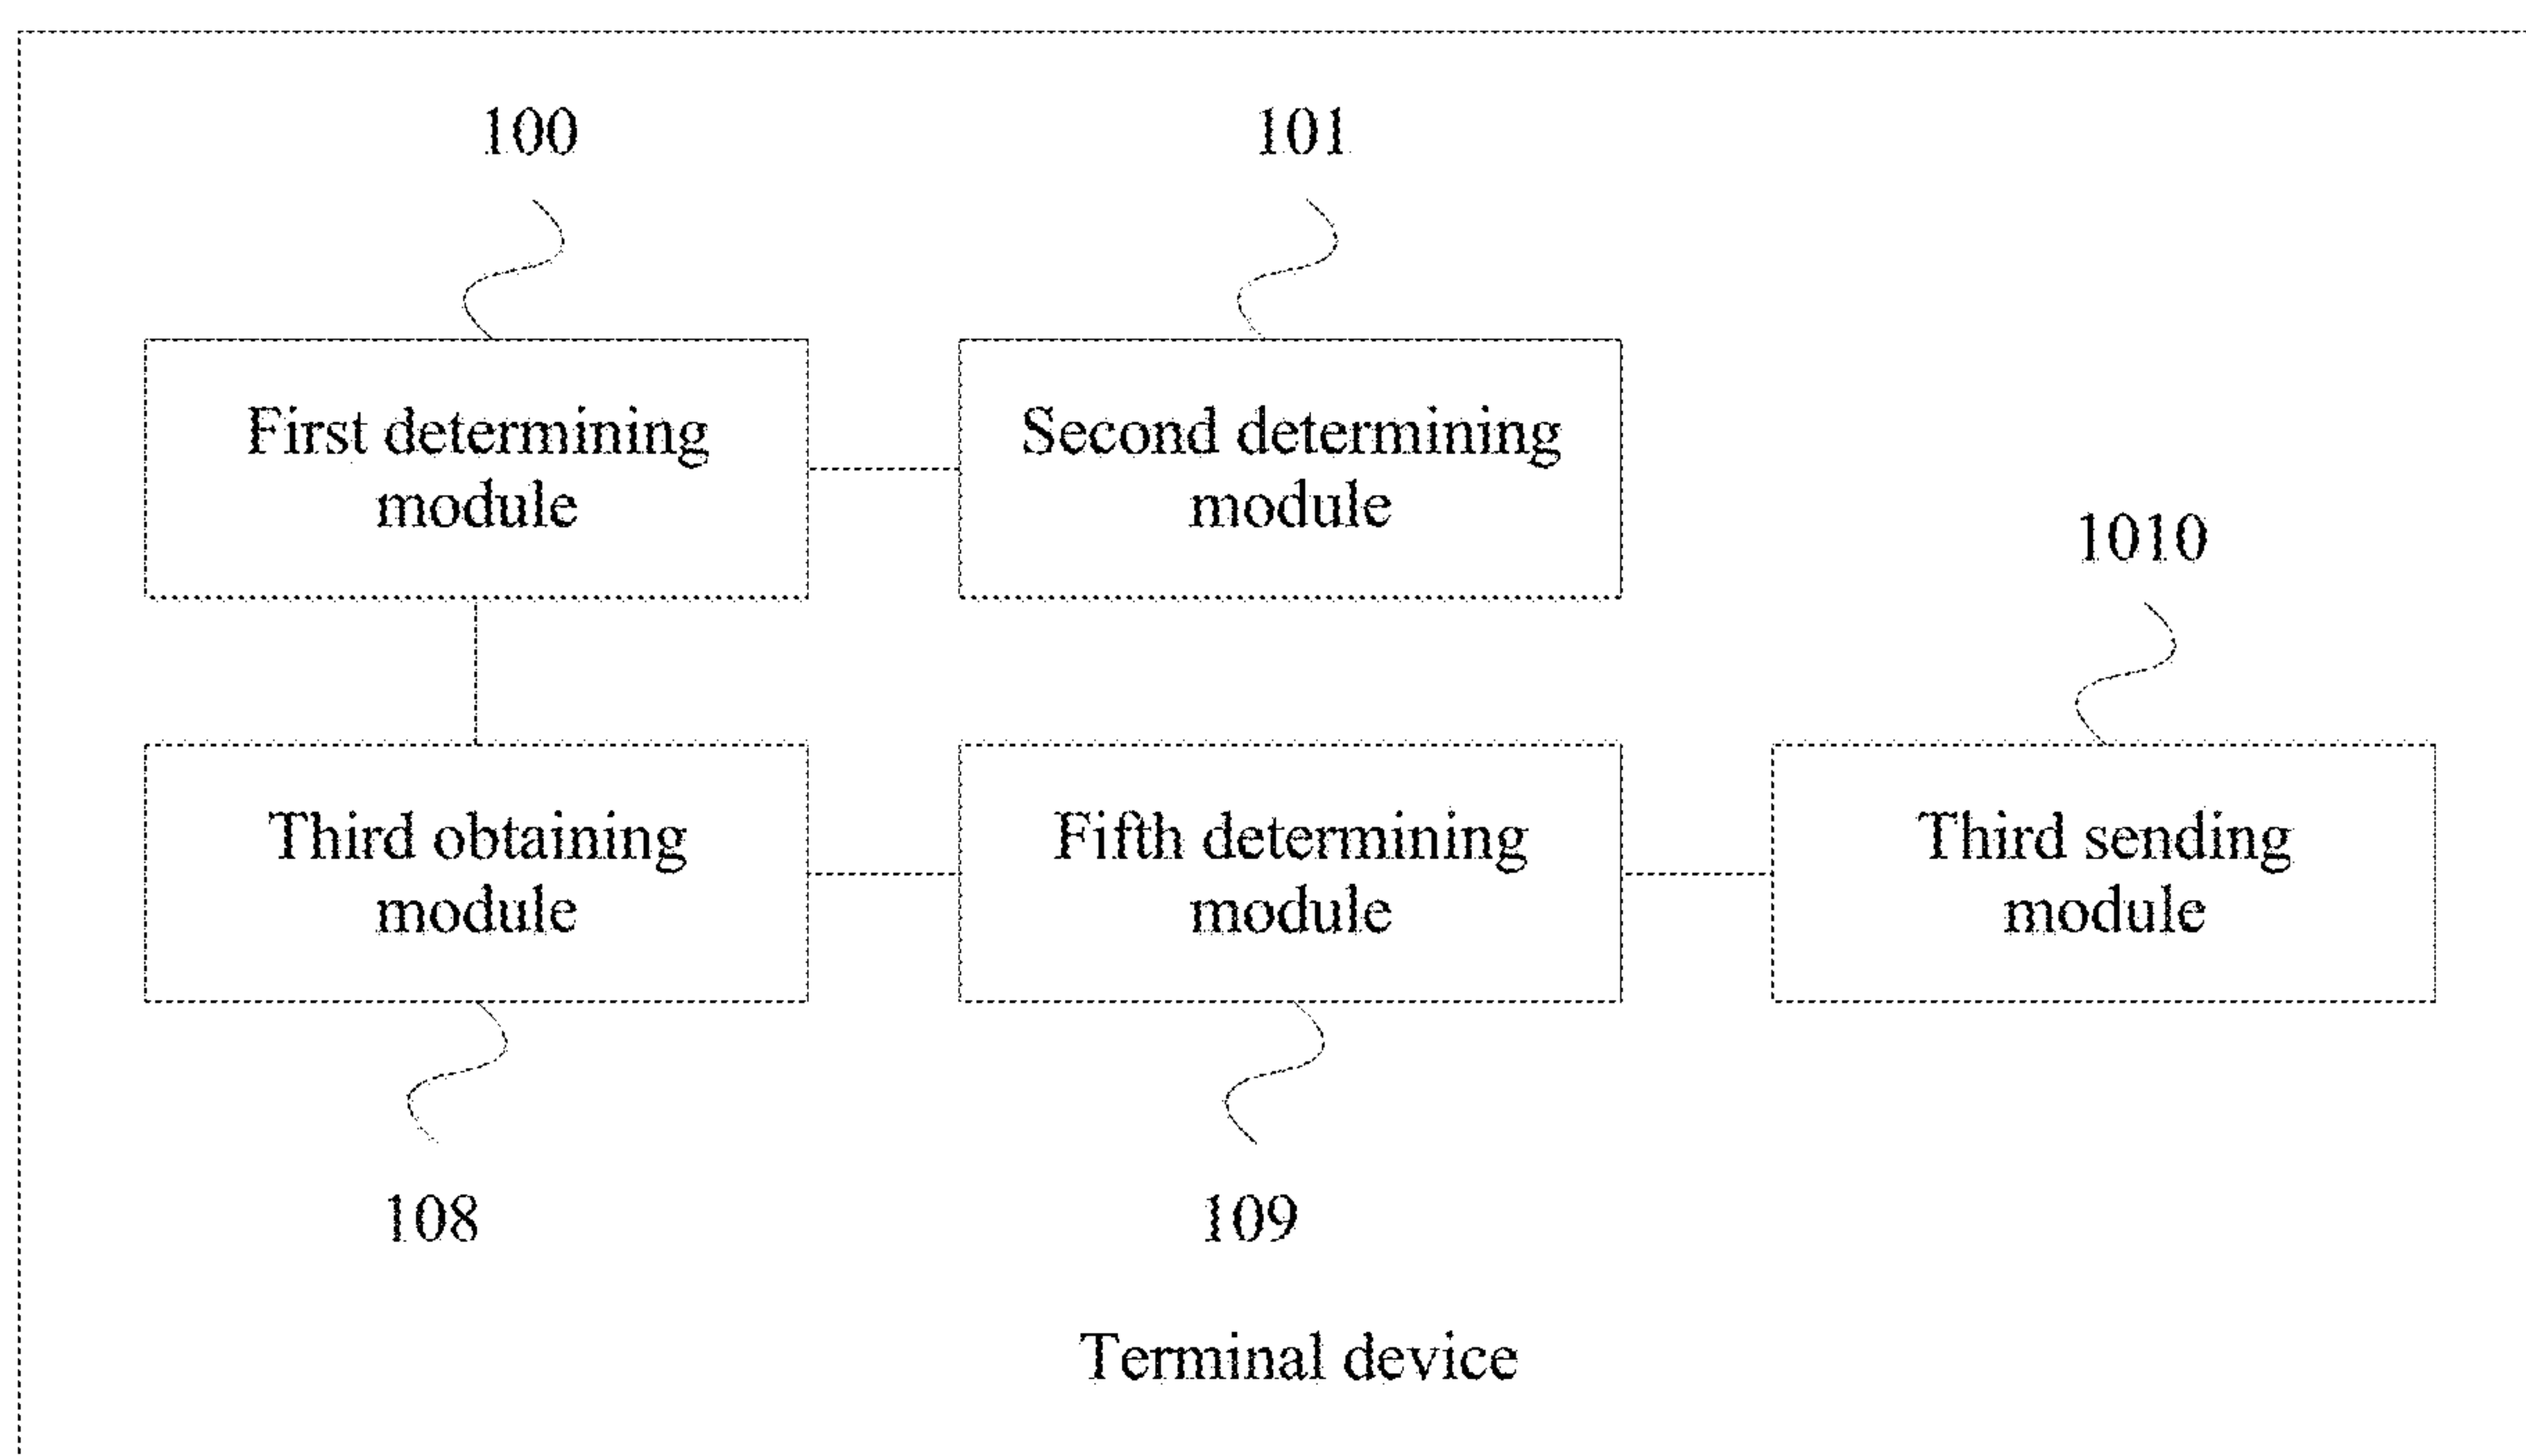 100
101
First determining
module
Second determining
module
1010
Third obtaining
module
Fifth determining
module
Third sending
module
108
109
Terminal device